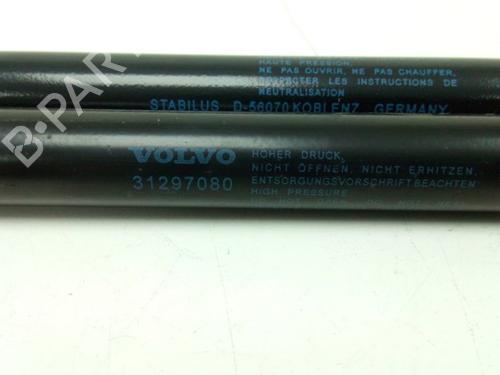 HAUTE PRESSION.
NE PAS OUVRIR, NE PAS CHAUFFER,
RESPECTER LES INSTRUCTIONS DE
NEUTRALISATION
STABILUS D-56070 KOBLENZ GERMANY
B-PARTS
VOLVO
31297080
HOHER DRUCK,
NICHT ÖFFNEN, NICHT ERHITZEN,
ENTSORGUNGSVORSCHRIFT BEACHTEN
HIGH PRESSURE